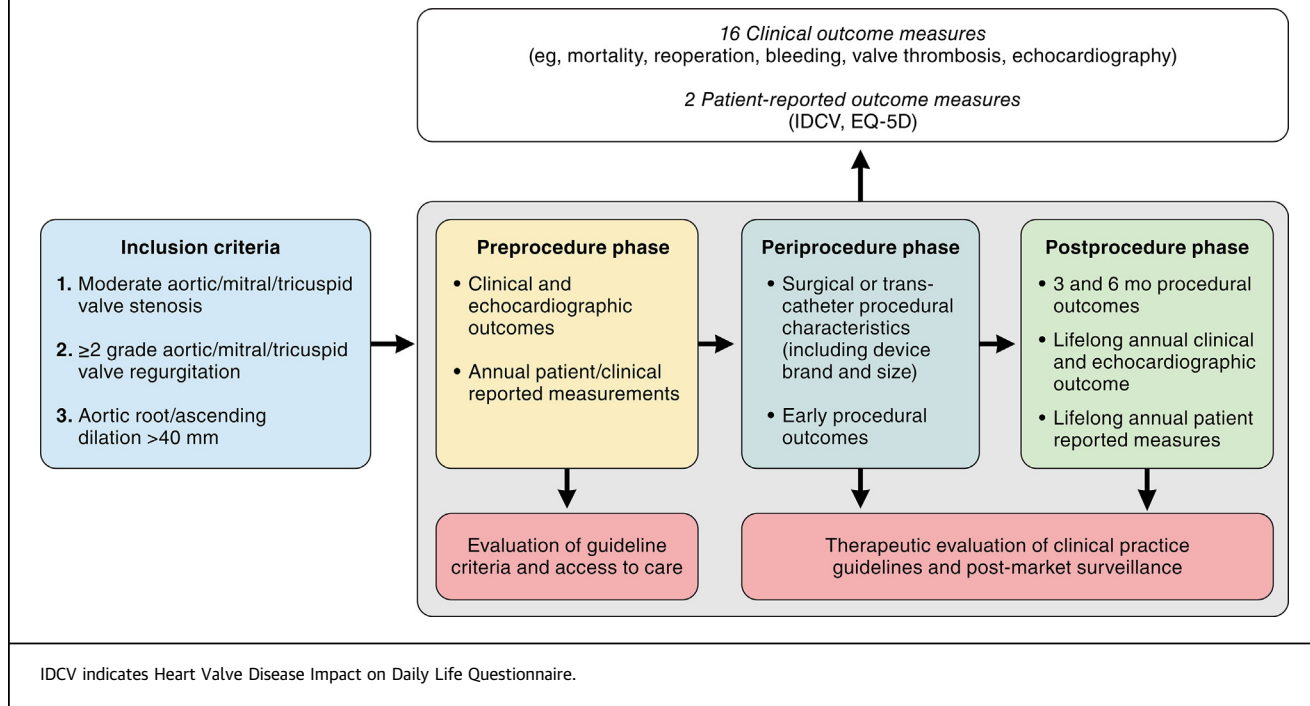 16 Clinical outcome measures
(eg, mortality, reoperation, bleeding, valve thrombosis, echocardiography)
2 Patient-reported outcome measures
(IDCV, EQ-5D)
Inclusion criteria
1. Moderate aortic/mitral/tricuspid
valve stenosis
2. ≥2 grade aortic/mitral/tricuspid
valve regurgitation
3. Aortic root/ascending
dilation >40 mm
Preprocedure phase
• Clinical and
echocardiographic
outcomes
• Annual patient/clinical
reported measurements
Periprocedure phase
• Surgical or trans-
catheter procedural
characteristics
(including device
brand and size)
• Early procedural
outcomes
Postprocedure phase
• 3 and 6 mo procedural
outcomes
• Lifelong annual clinical
and echocardiographic
outcome
• Lifelong annual patient
reported measures
Evaluation of guideline
criteria and access to care
Therapeutic evaluation of clinical practice
guidelines and post-market surveillance
IDCV indicates Heart Valve Disease Impact on Daily Life Questionnaire.